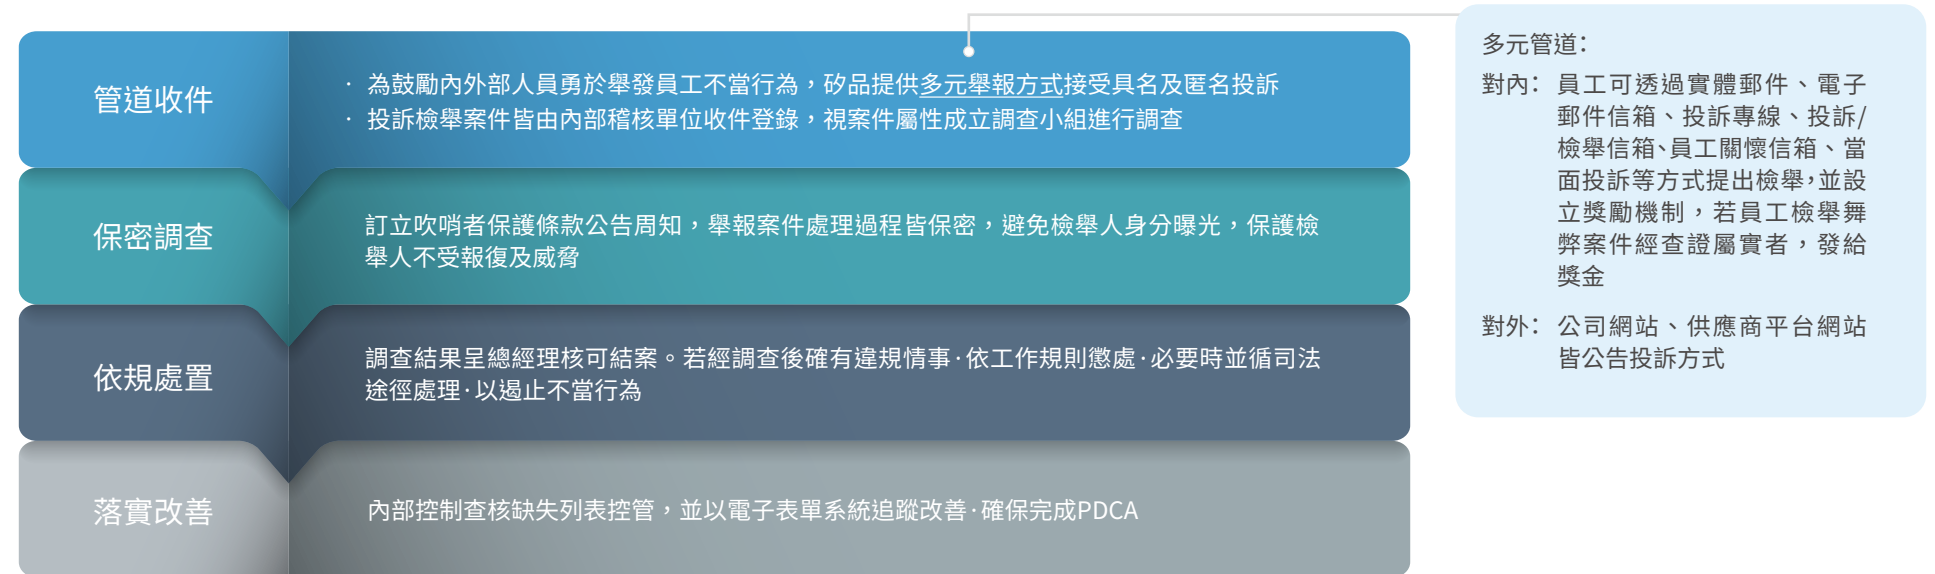 管道收件
· 為鼓勵內外部人員勇於舉發員工不當行為，矽品提供多元舉報方式接受具名及匿名投訴
· 投訴檢舉案件皆由內部稽核單位收件登錄，視案件屬性成立調查小組進行調查
保密調查
訂立吹哨者保護條款公告周知，舉報案件處理過程皆保密，避免檢舉人身分曝光，保護檢
舉人不受報復及威脅
依規處置
調查結果呈總經理核可結案。若經調查後確有違規情事·依工作規則懲處·必要時並循司法
途徑處理·以遏止不當行為
落實改善
內部控制查核缺失列表控管，並以電子表單系統追蹤改善·確保完成PDCA
多元管道：
對內： 員工可透過實體郵件、電子
郵件信箱、投訴專線、投訴/
檢舉信箱、員工關懷信箱、當
面投訴等方式提出檢舉，並設
立獎勵機制，若員工檢舉舞
弊案件經查證屬實者，發給
獎金
對外： 公司網站、供應商平台網站
皆公告投訴方式